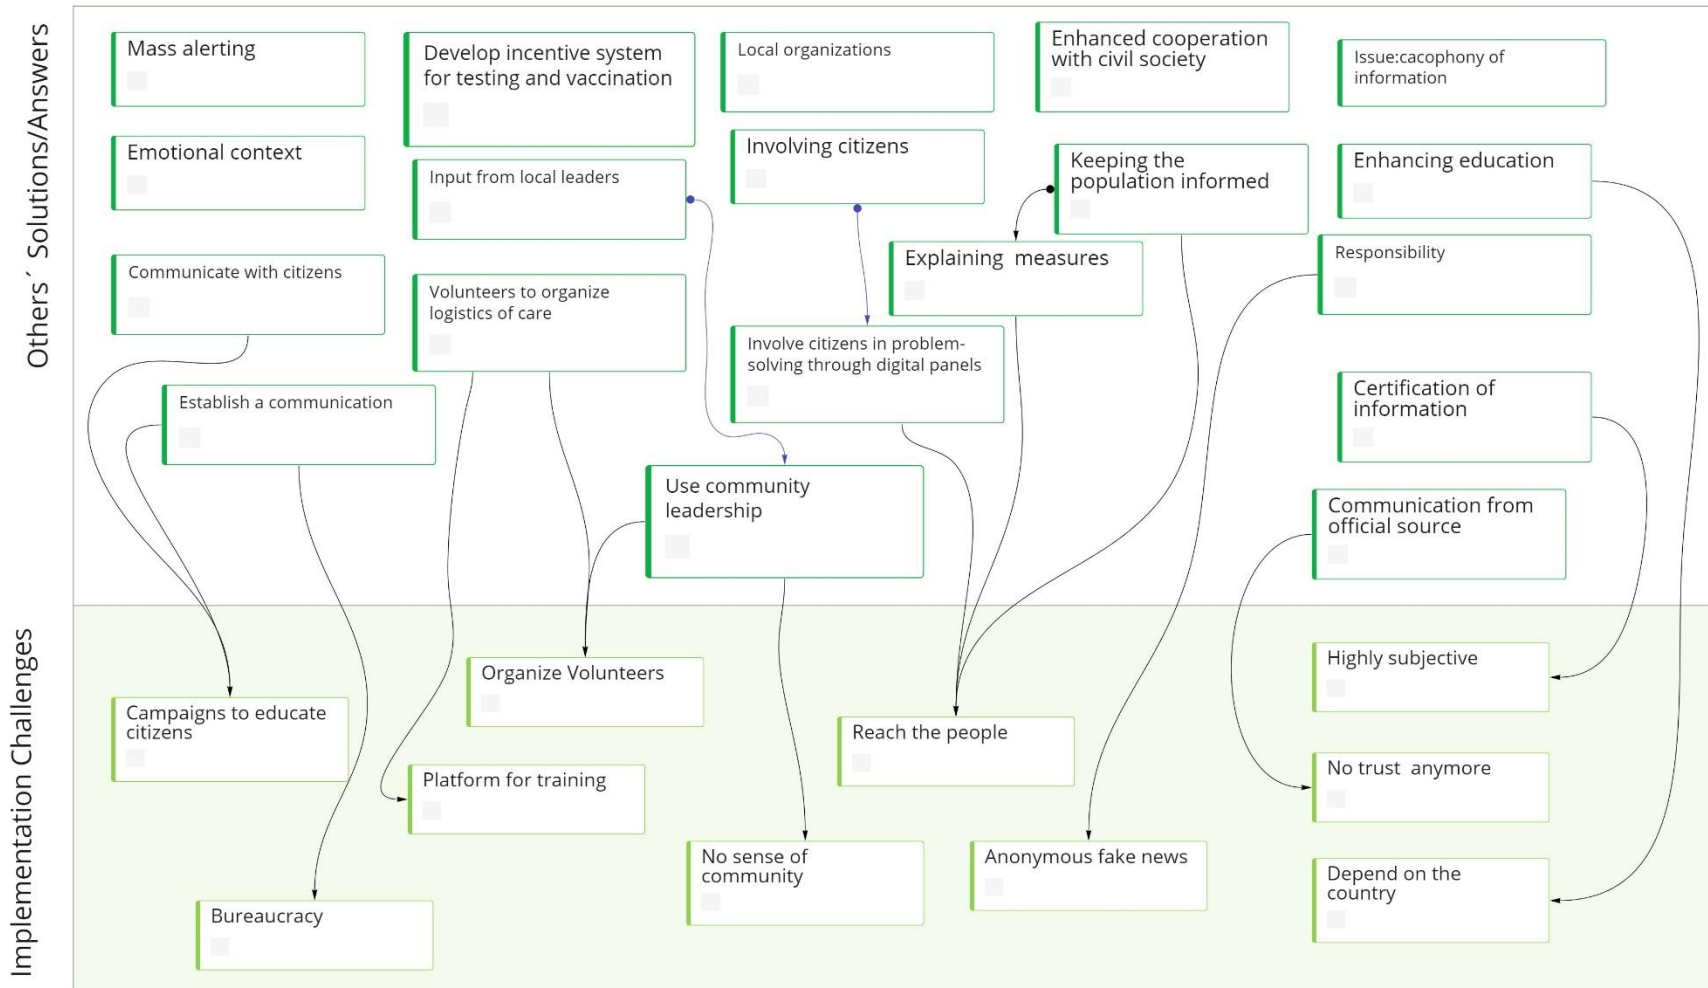 Others´ Solutions/Answers
Mass alerting
Develop incentive system
for testing and vaccination
Local organizations
Enhanced cooperation
with civil society
Issue:cacophony of
information
Emotional context
Input from local leaders
Involving citizens
Keeping the
population informed
Enhancing education
Communicate with citizens
Volunteers to organize
logistics of care
Explaining  measures
Responsibility
Involve citizens in problem-
solving through digital panels
Establish a communication
Certification of
information
Use community
leadership
Communication from
official source
Implementation Challenges
Organize Volunteers
Highly subjective
Campaigns to educate
citizens
Reach the people
Platform for training
No trust  anymore
No sense of
community
Anonymous fake news
Depend on the
country
Bureaucracy